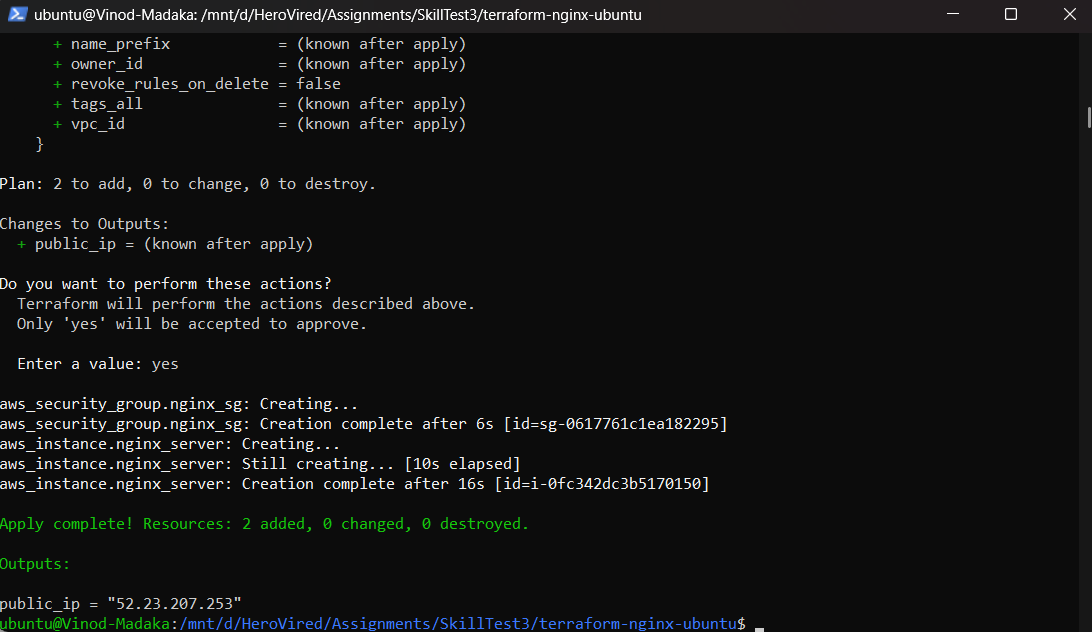 ubuntu@Vinod-Madaka: /mnt/d/HeroVired/Assignments/SkillTest3/terraform-nginx-ubuntu
+ name_prefix            = (known after apply)
+ owner_id               = (known after apply)
+ revoke_rules_on_delete = false
+ tags_all               = (known after apply)
+ vpc_id                 = (known after apply)
}
Plan: 2 to add, 0 to change, 0 to destroy.
Changes to Outputs:
+ public_ip = (known after apply)
Do you want to perform these actions?
Terraform will perform the actions described above.
Only 'yes' will be accepted to approve.
Enter a value: yes
aws_security_group.nginx_sg: Creating...
aws_security_group.nginx_sg: Creation complete after 6s [id=sg-0617761c1ea182295]
aws_instance.nginx_server: Creating...
aws_instance.nginx_server: Still creating... [10s elapsed]
aws_instance.nginx_server: Creation complete after 16s [id=i-0fc342dc3b5170150]
Apply complete! Resources: 2 added, 0 changed, 0 destroyed.
Outputs:
public_ip = "52.23.207.253"
ubuntu@Vinod-Madaka:/mnt/d/HeroVired/Assignments/SkillTest3/terraform-nginx-ubuntu$